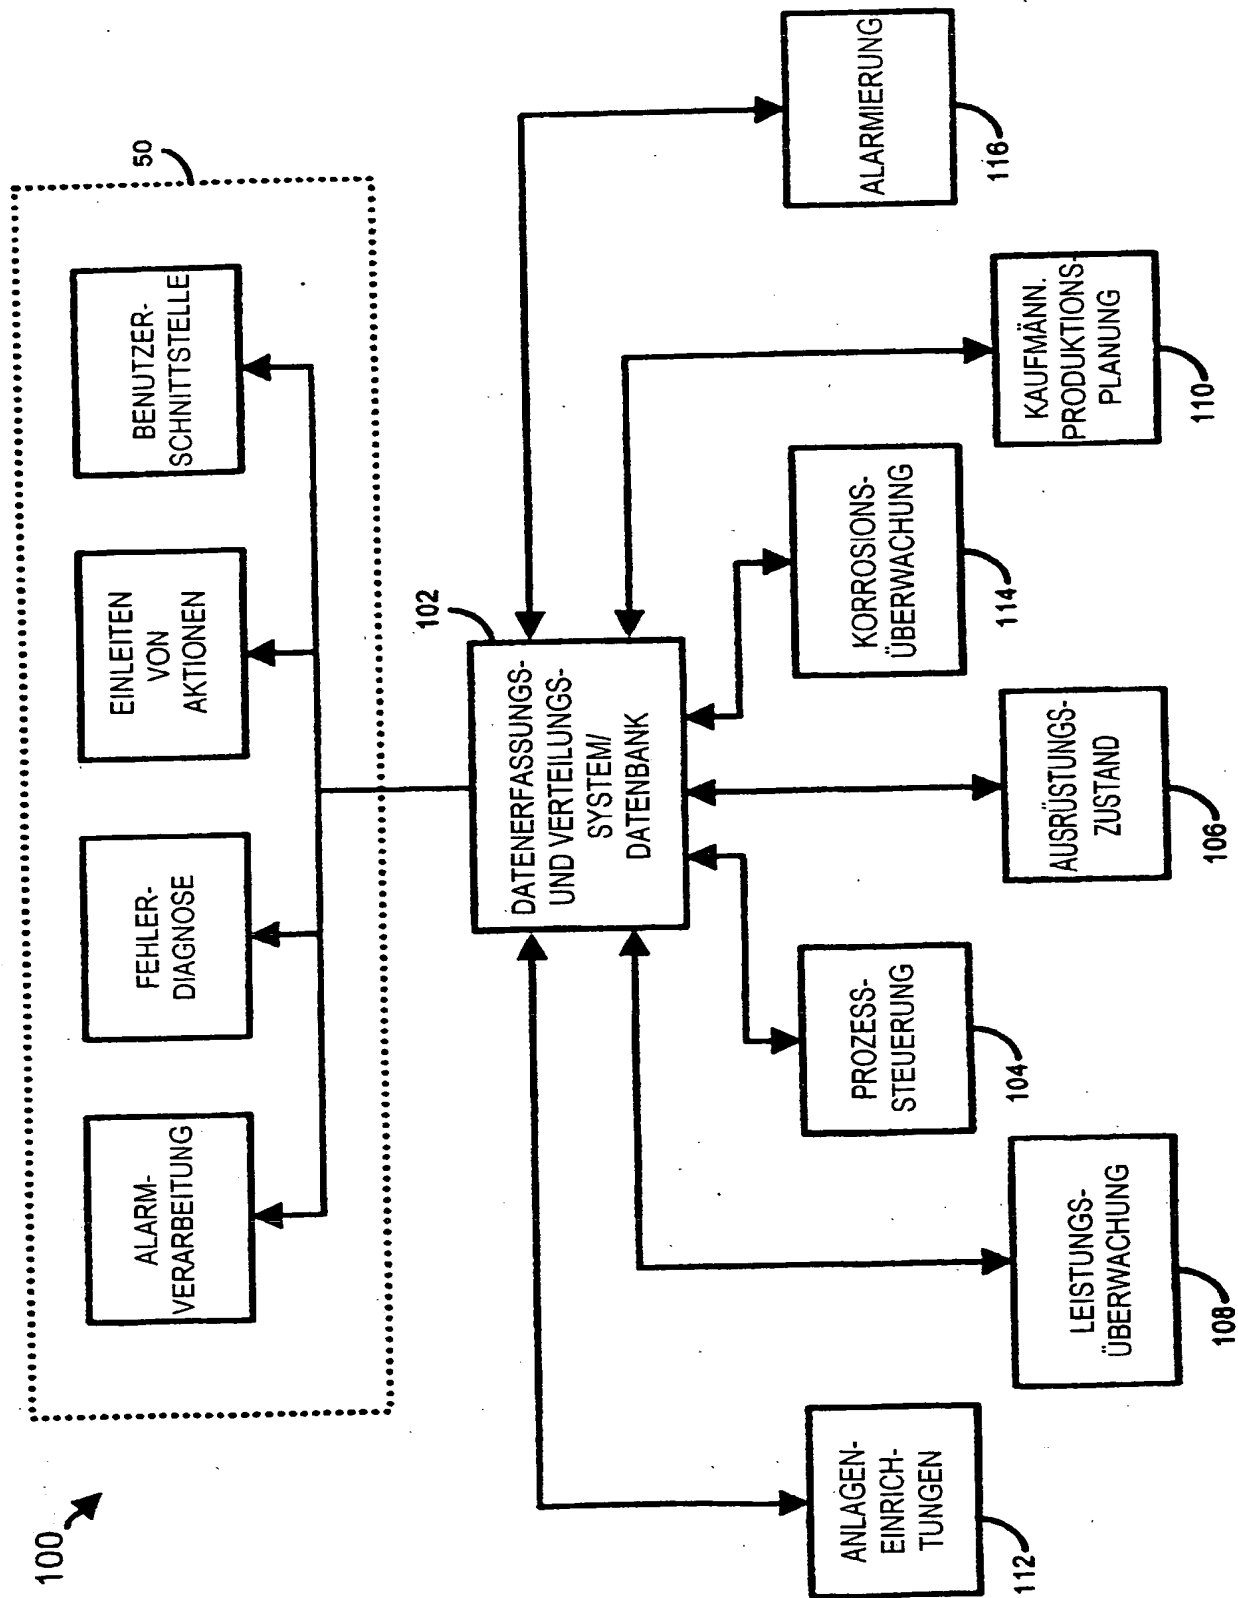 100
50
ALARM-
VERARBEITUNG
FEHLER-
DIAGNOSE
EINLEITEN
VON
AKTIONEN
BENUTZER-
SCHNITTSTELLE
102
DATENERFASSUNGS-
UND VERTEILUNGS-
SYSTEM/
DATENBANK
ANLAGEN-
EINRICH-
TUNGEN
112
PROZESS-
STEUERUNG
104
KORROSIONS-
ÜBERWACHUNG
114
ALARMIERUNG
116
LEISTUNGS-
ÜBERWACHUNG
108
AUSRÜSTUNGS-
ZUSTAND
106
KAUFMÄNN.
PRODUKTIONS-
PLANUNG
110